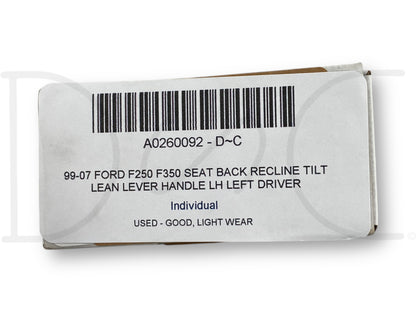 A0260092 - D~C
99-07 FORD F250 F350 SEAT BACK RECLINE TILT
LEAN LEVER HANDLE LH LEFT DRIVER
Individual
USED - GOOD, LIGHT WEAR